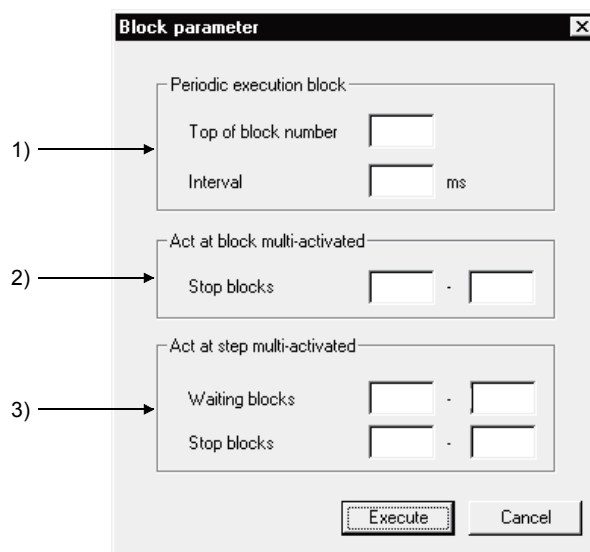 Block parameter
Periodic execution block
Top of block number
1)
Interval ms
Act at block multi-activated
2)
Stop blocks -
Act at step multi-activated
Waiting blocks -
3)
Stop blocks -
Execute Cancel